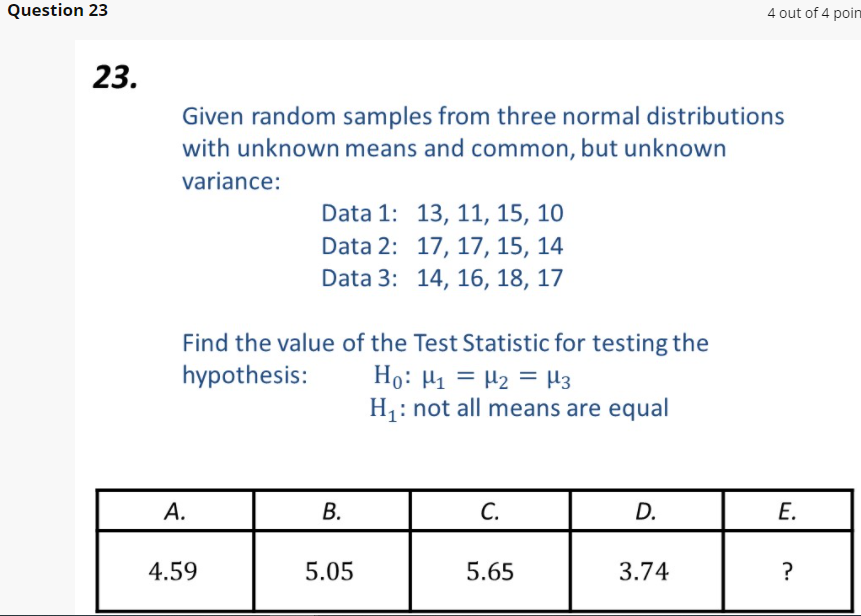 Question 23
4 out of 4 poin
23.
Given random samples from three normal distributions
with unknown means and common, but unknown
variance:
Data 1: 13, 11, 15, 10
Data 2: 17, 17, 15, 14
Data 3: 14, 16, 18, 17
Find the value of the Test Statistic for testing the
hypothesis: H₀: μ₁ = μ₂ = μ₃
H₁: not all means are equal
A. B. C. D. E.
4.59 5.05 5.65 3.74 ?